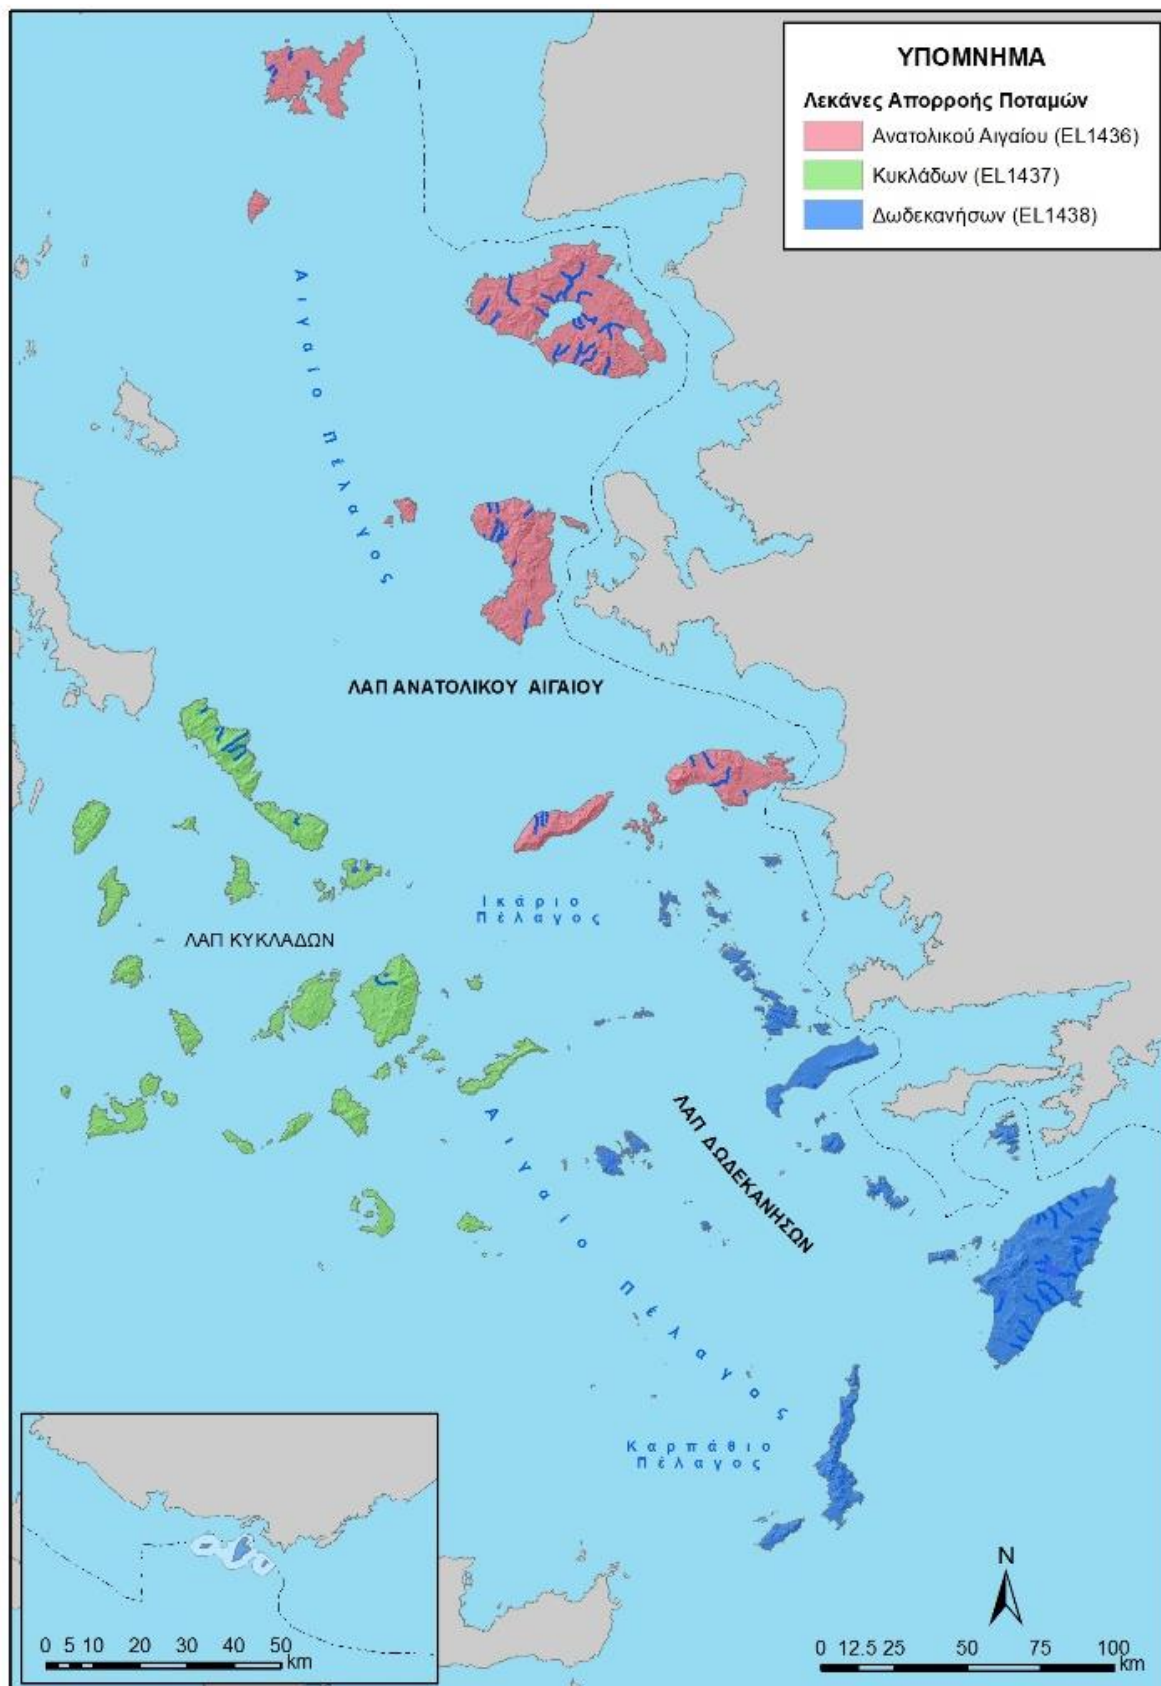 ΥΠΟΜΝΗΜΑ
Λεκάνες Απορροής Ποταμών
Ανατολικού Αιγαίου (EL1436)
Κυκλάδων (EL1437)
Δωδεκανήσων (EL1438)
Αιγαίο Πέλαγος
ΛΑΠ ΑΝΑΤΟΛΙΚΟΥ ΑΙΓΑΙΟΥ
Ικάριο
Πέλαγος
ΛΑΠ ΚΥΚΛΑΔΩΝ
ΛΑΠ ΔΩΔΕΚΑΝΗΣΩΝ
Αιγαίο Πέλαγος
Καρπάθιο
Πέλαγος
N
0 5 10 20 30 40 50
km
0 12.5 25 50 75 100
km